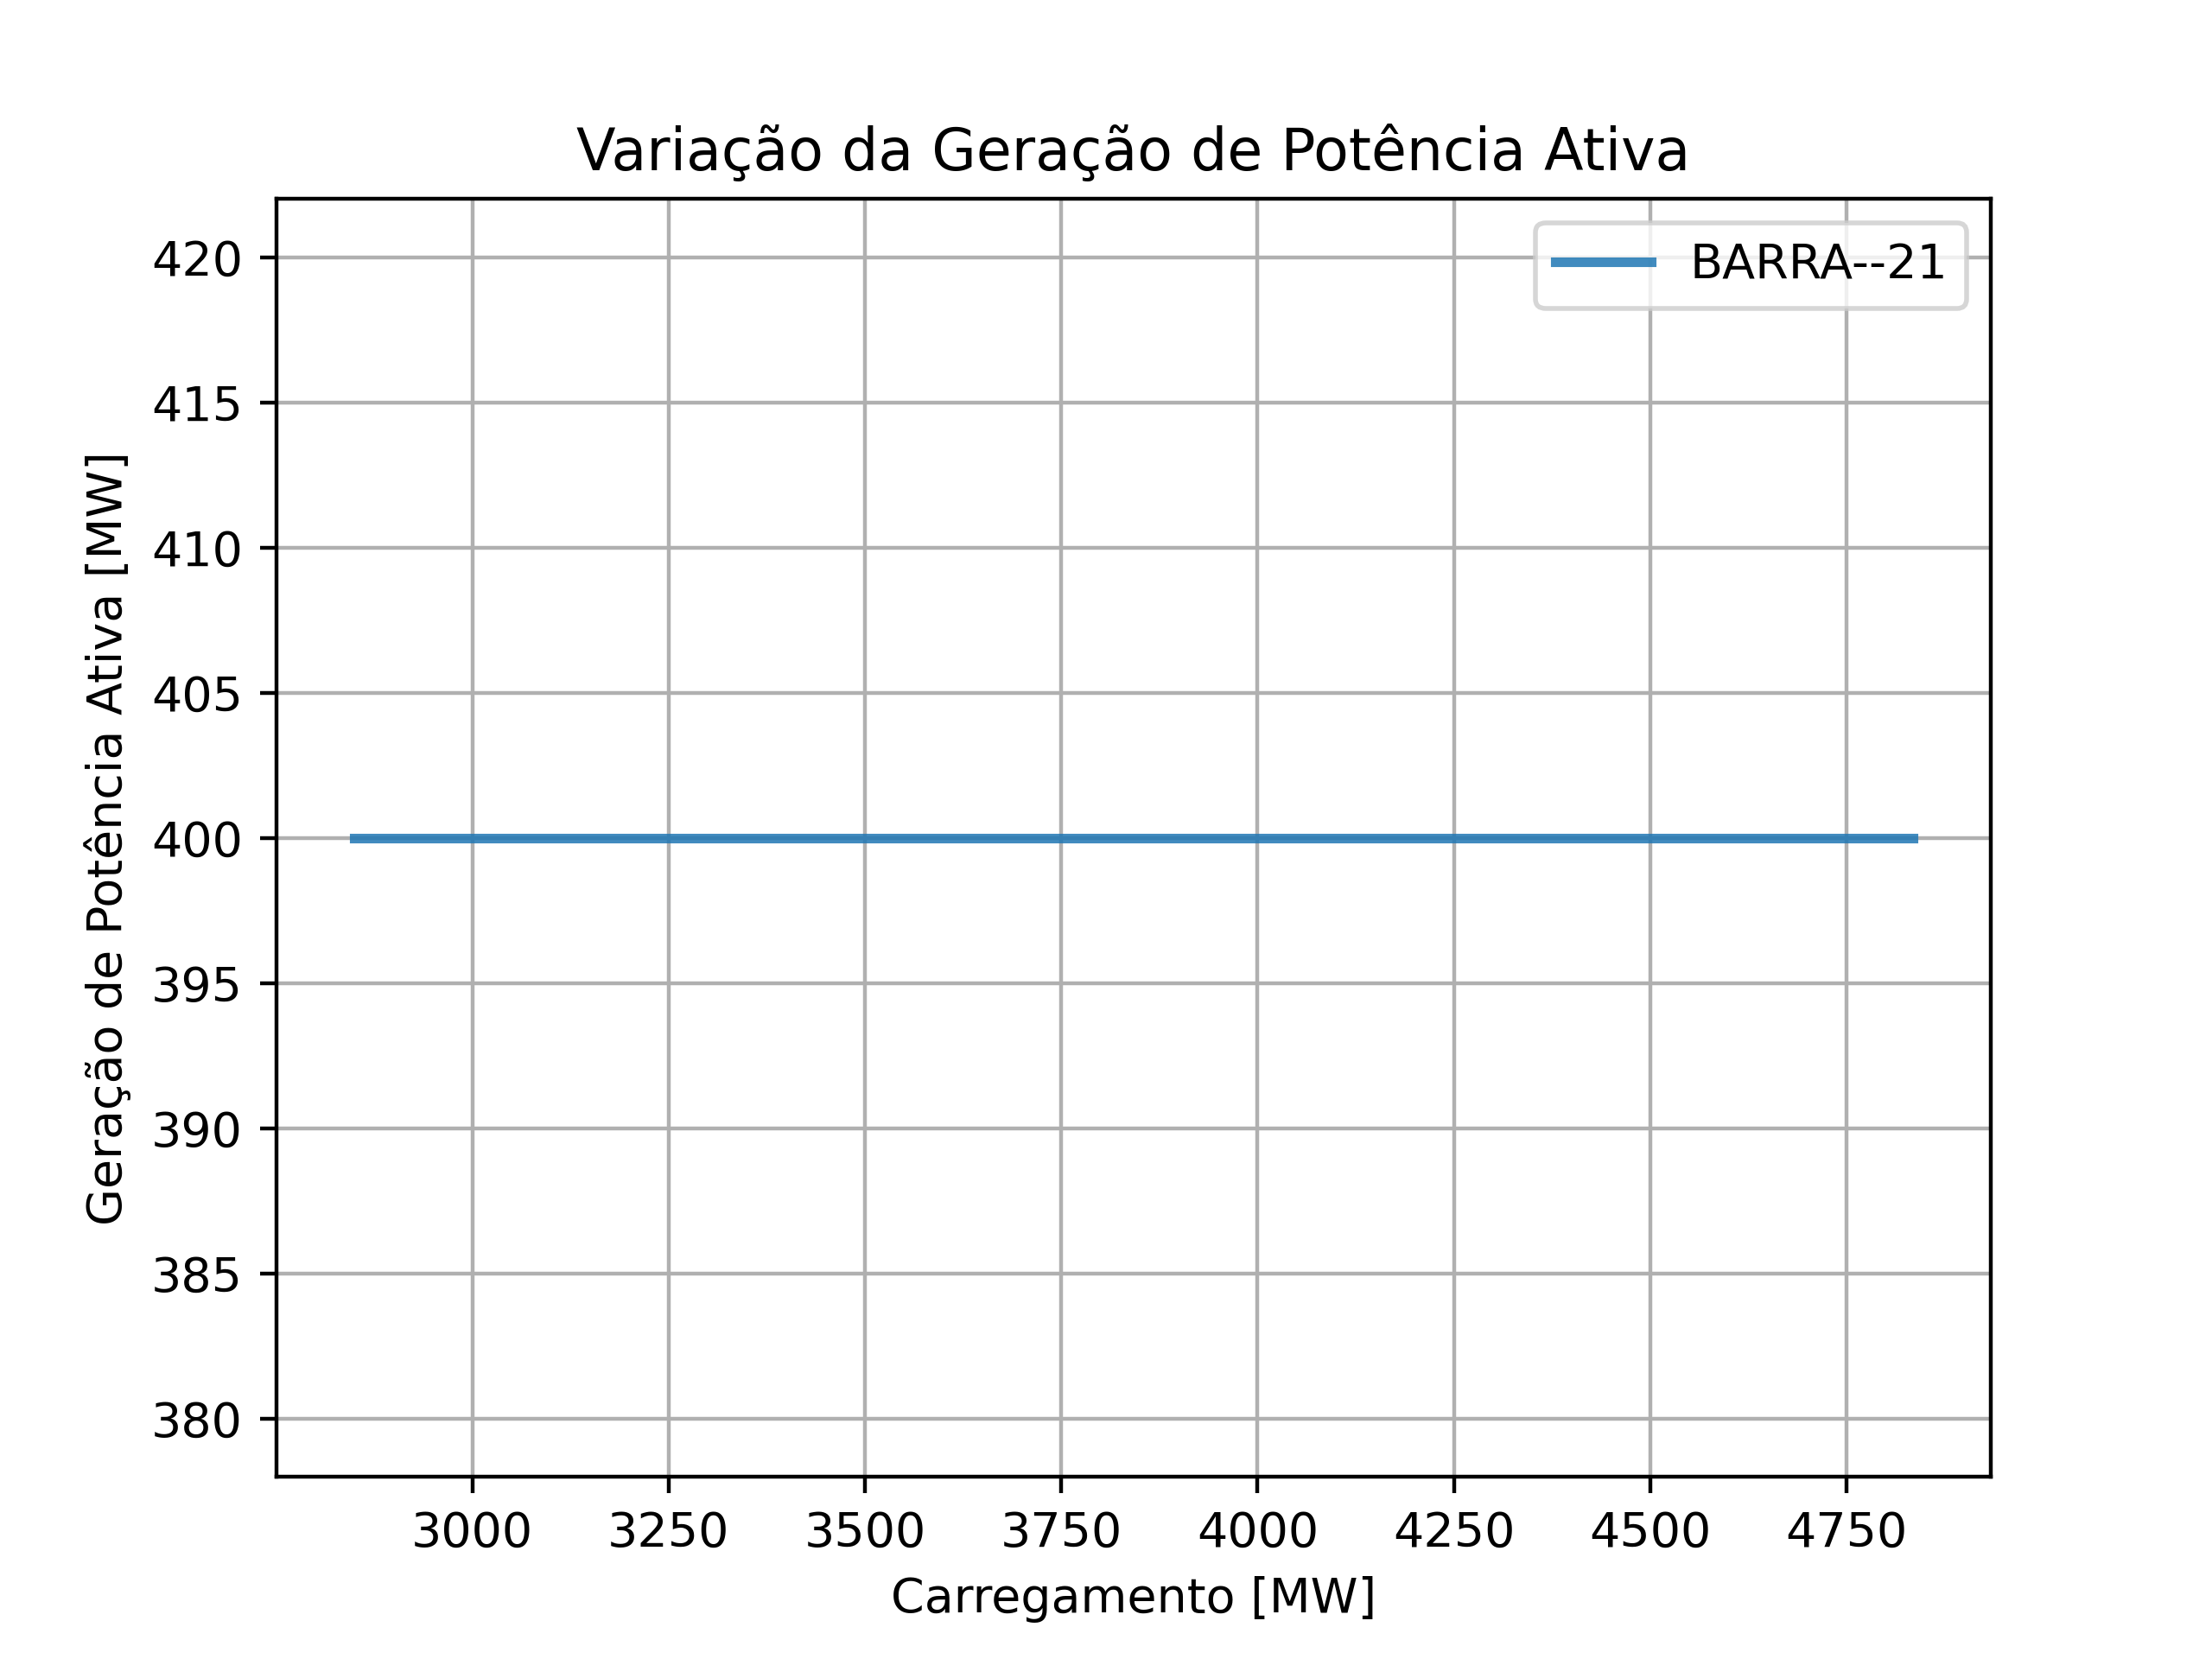 Variação da Geração de Potência Ativa
BARRA--21
420
415
410
405
400
395
390
385
380
Geração de Potência Ativa [MW]
3000 3250 3500 3750 4000 4250 4500 4750
Carregamento [MW]